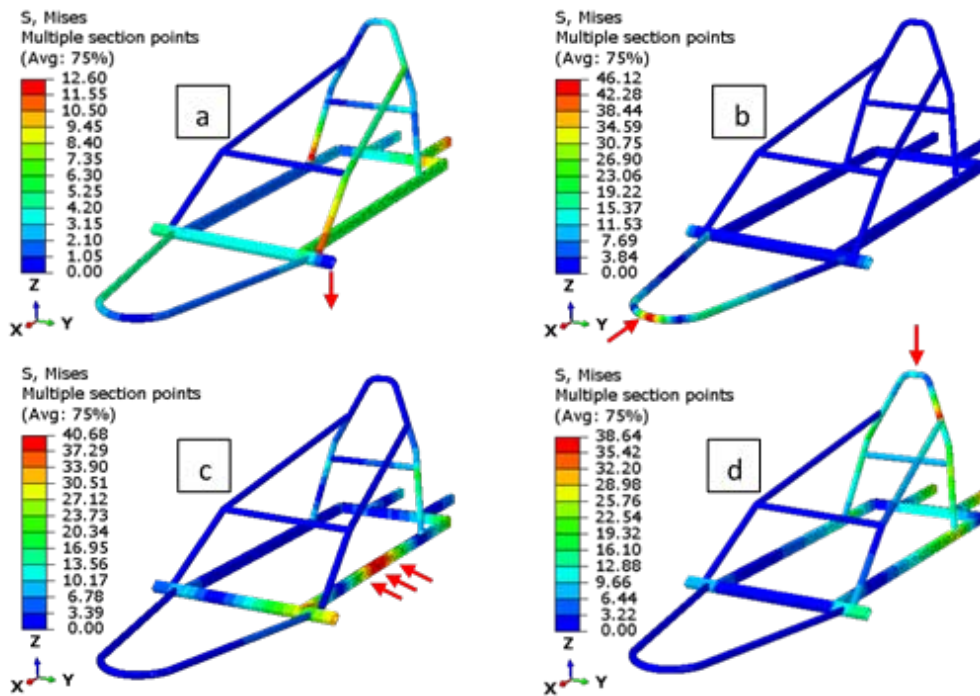 S, Mises
Multiple section points
(Avg: 75%)
12.60
11.55
10.50
9.45
8.40
7.35
6.30
5.25
4.20
3.15
2.10
1.05
0.00
a
Z
X
Y
S, Mises
Multiple section points
(Avg: 75%)
46.12
42.28
38.44
34.59
30.75
26.90
23.06
19.22
15.37
11.53
7.69
3.84
0.00
b
Z
X
Y
S, Mises
Multiple section points
(Avg: 75%)
40.68
37.29
33.90
30.51
27.12
23.73
20.34
16.95
13.56
10.17
6.78
3.39
0.00
c
Z
X
Y
S, Mises
Multiple section points
(Avg: 75%)
38.64
35.42
32.20
28.98
25.76
22.54
19.32
16.10
12.88
9.66
6.44
3.22
0.00
d
Z
X
Y